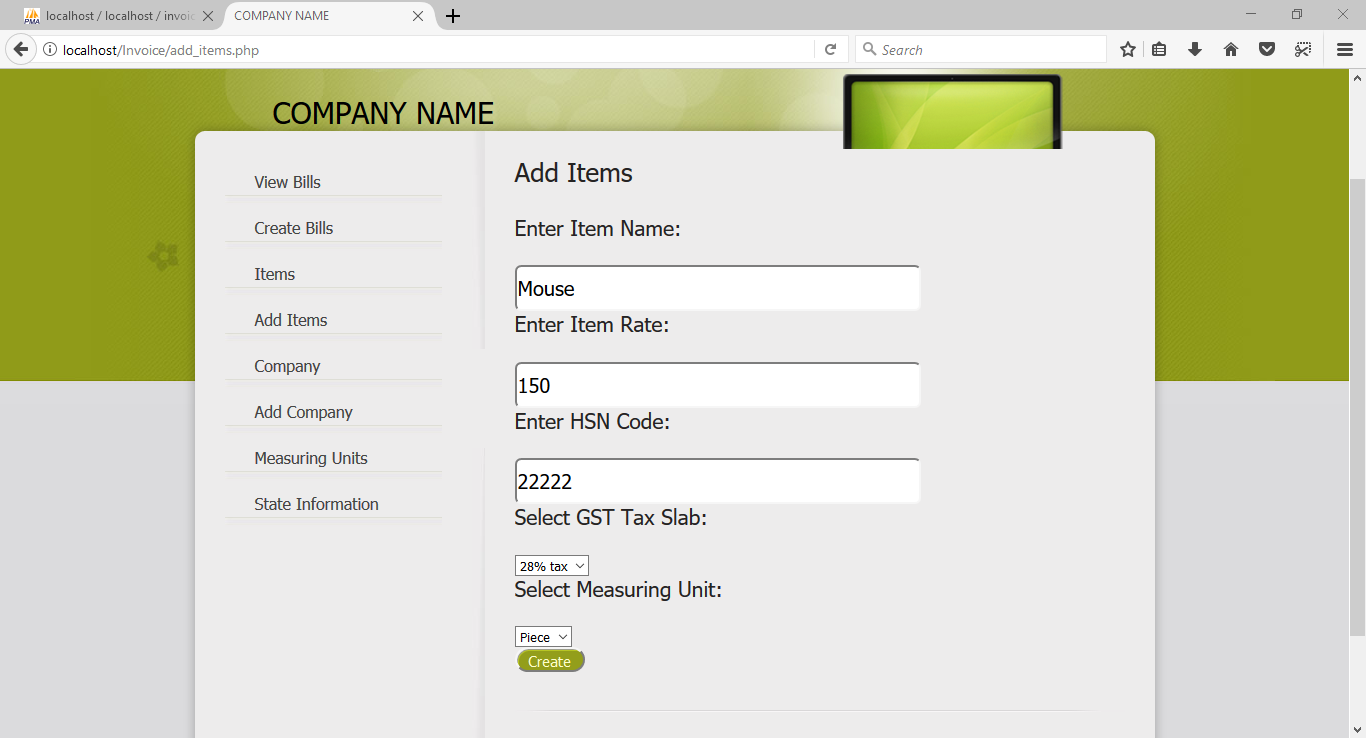 PMA localhost / localhost / invoic
COMPANY NAME
localhost/Invoice/add_items.php
Search
COMPANY NAME
View Bills
Create Bills
Items
Add Items
Company
Add Company
Measuring Units
State Information
Add Items
Enter Item Name:
Mouse
Enter Item Rate:
150
Enter HSN Code:
22222
Select GST Tax Slab:
28% tax
Select Measuring Unit:
Piece
Create